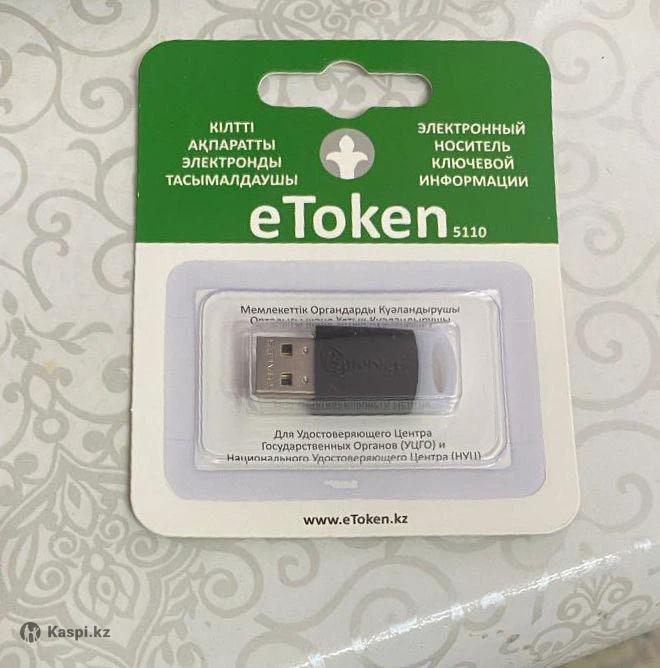 КІЛТТІ
АҚПАРАТТЫ
ЭЛЕКТРОНДЫ
ТАСЫМАЛДАУШЫ
ЭЛЕКТРОННЫЙ
НОСИТЕЛЬ
КЛЮЧЕВОЙ
ИНФОРМАЦИИ
eToken 5110
Мемлекеттік Органдарды Куәландырушы
Для Удостоверяющего Центра
Государственных Органов (УЦГО) и
Национального Удостоверяющего Центра (НУЦ)
www.eToken.kz
Kaspi.kz